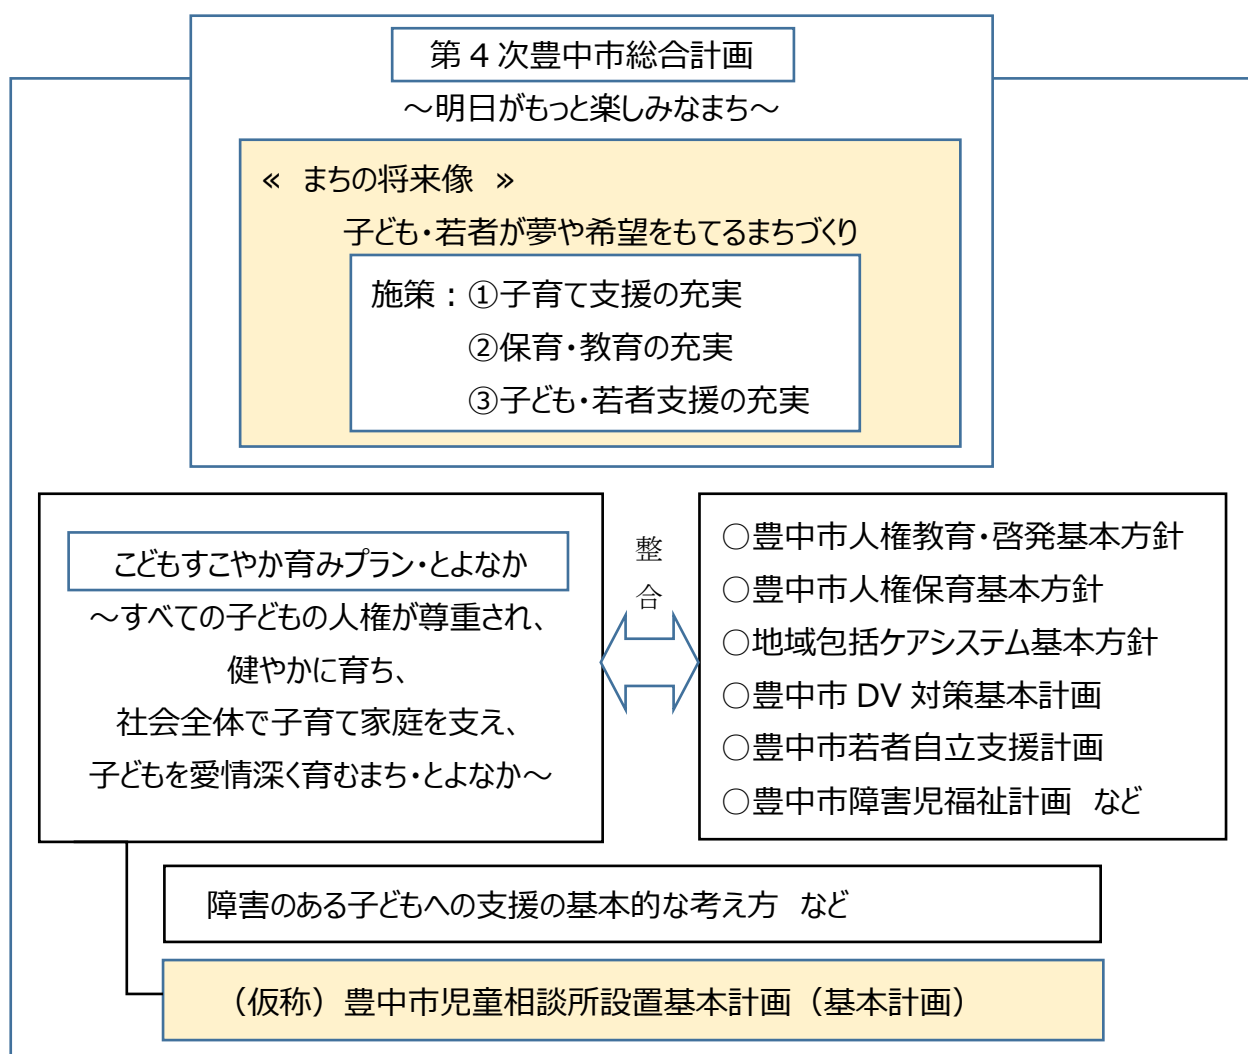 第4次豊中市総合計画
～明日がもっと楽しみなまち～
« まちの将来像 »
子ども・若者が夢や希望をもてるまちづくり
施策：①子育て支援の充実
②保育・教育の充実
③子ども・若者支援の充実
こどもすこやか育みプラン・とよなか
～すべての子どもの人権が尊重され、
健やかに育ち、
社会全体で子育て家庭を支え、
子どもを愛情深く育むまち・とよなか～
整
合
○豊中市人権教育・啓発基本方針
○豊中市人権保育基本方針
○地域包括ケアシステム基本方針
○豊中市 DV 対策基本計画
○豊中市若者自立支援計画
○豊中市障害児福祉計画　など
障害のある子どもへの支援の基本的な考え方　など
（仮称）豊中市児童相談所設置基本計画（基本計画）